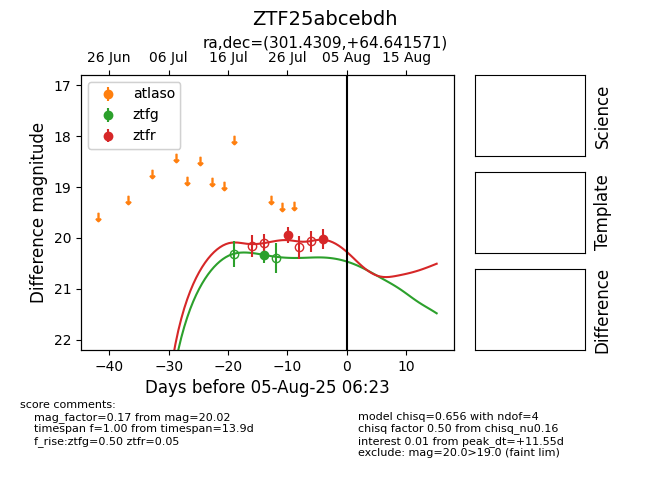 ZTF25abcebdh
ra,dec=(301.4309,+64.641571)
26 Jun 06 Jul 16 Jul 26 Jul 05 Aug 15 Aug
17
18
19
20
21
22
Difference magnitude
atlaso
ztfg
ztfr
−40 −30 −20 −10 0 10
Days before 05-Aug-25 06:23
Science
Template
Difference
score comments:
mag_factor=0.17 from mag=20.02
timespan f=1.00 from timespan=13.9d
f_rise:ztfg=0.50 ztfr=0.05
model chisq=0.656 with ndof=4
chisq factor 0.50 from chisq_nu0.16
interest 0.01 from peak_dt=+11.55d
exclude: mag=20.0>19.0 (faint lim)